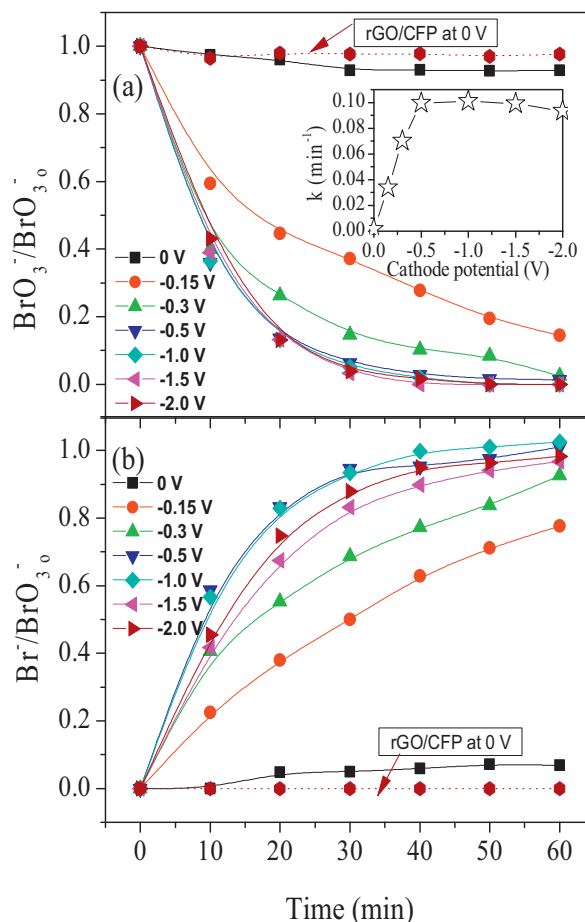 rGO/CFP at 0 V
1.0
0.8
0.6
0.4
0.2
0.0
(a)
BrO₃⁻/BrO₃⁻ₒ
0 V
-0.15 V
-0.3 V
-0.5 V
-1.0 V
-1.5 V
-2.0 V
k (min⁻¹)
0.10
0.08
0.06
0.04
0.02
0.00
0.0 -0.5 -1.0 -1.5 -2.0
Cathode potential (V)
1.0
0.8
0.6
0.4
0.2
0.0
(b)
Br⁻/BrO₃⁻ₒ
0 V
-0.15 V
-0.3 V
-0.5 V
-1.0 V
-1.5 V
-2.0 V
rGO/CFP at 0 V
0 10 20 30 40 50 60
Time (min)